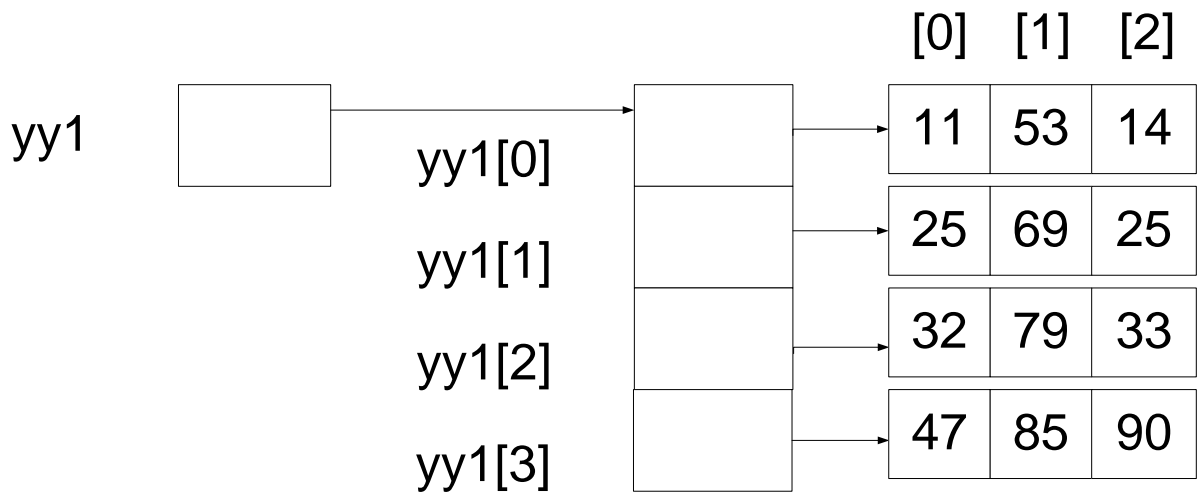 [0] [1] [2]
yy1
11 53 14
yy1[0]
25 69 25
yy1[1]
32 79 33
yy1[2]
47 85 90
yy1[3]